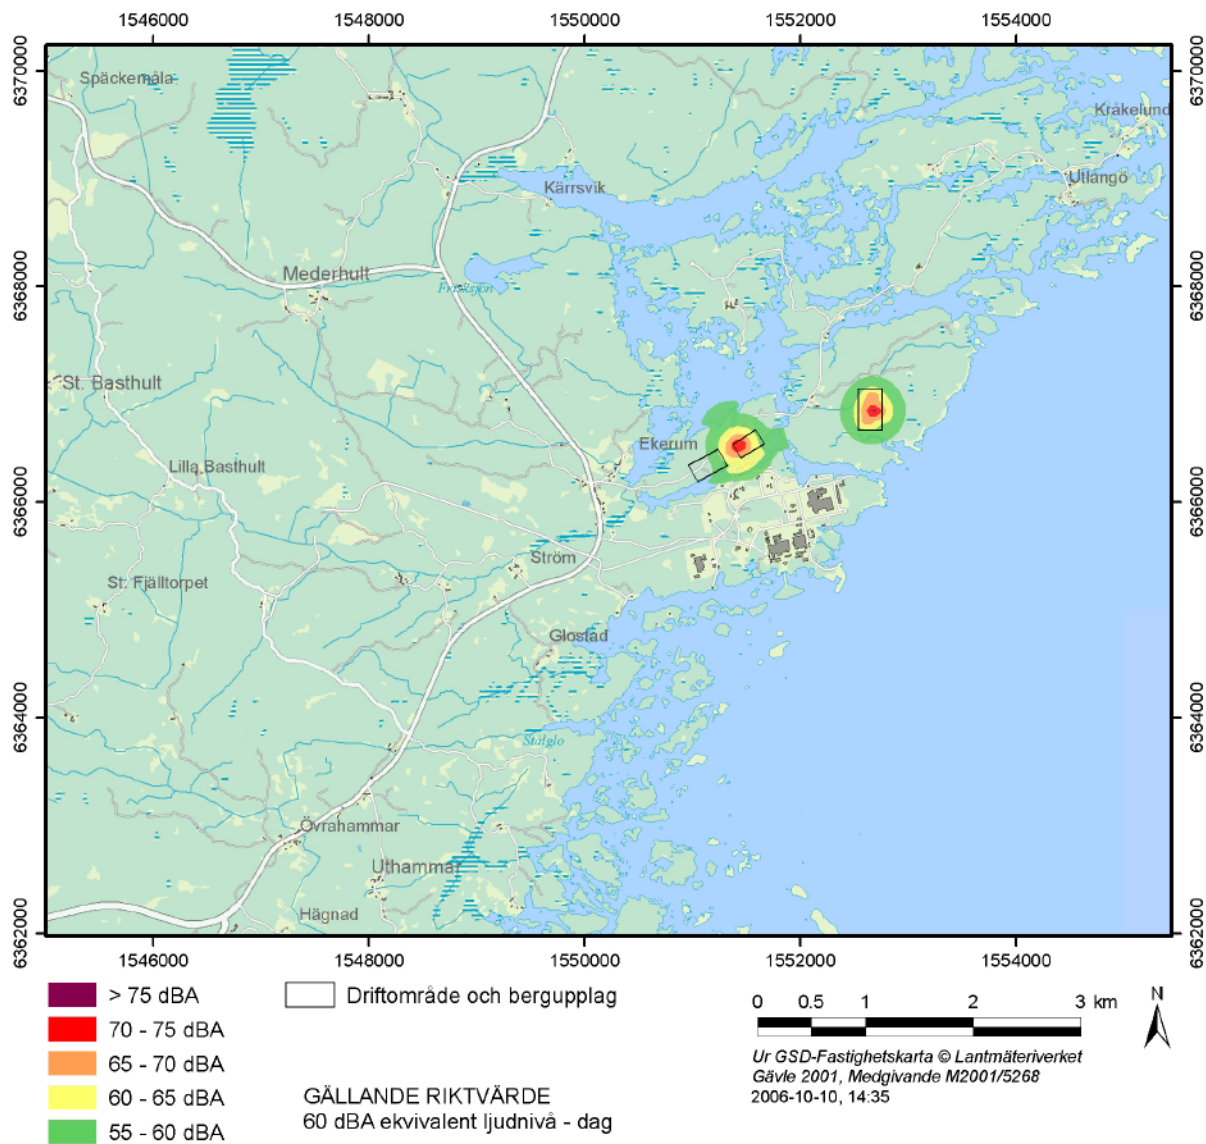 1546000
1548000
1550000
1552000
1554000
6370000
6370000
Späckemåla
Kråkelund
Utlangö
Kärrsvik
Mederhult
6368000
6368000
Frisksjön
St. Basthult
Ekerum
Lilla Basthult
6366000
6366000
Ström
St. Fjälltorpet
Glostad
6364000
6364000
Stålglo
Övrahammar
Uthammar
Hägnad
6362000
6362000
1546000
1548000
1550000
1552000
1554000
> 75 dBA
70 - 75 dBA
65 - 70 dBA
60 - 65 dBA
55 - 60 dBA
Driftområde och bergupplag
GÄLLANDE RIKTVÄRDE
60 dBA ekvivalent ljudnivå - dag
0 0.5 1 2 3 km
N
Ur GSD-Fastighetskarta © Lantmäteriverket
Gävle 2001, Medgivande M2001/5268
2006-10-10, 14:35